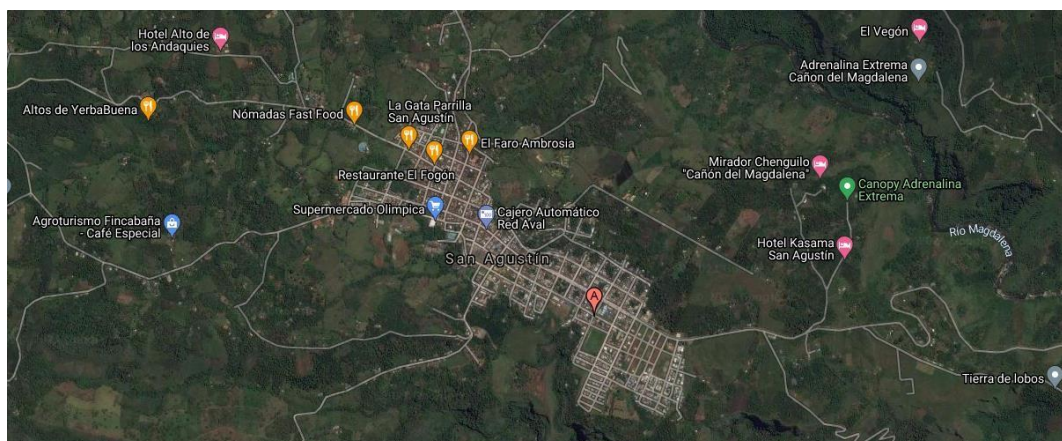 Hotel Alto de
los Andaquies
El Vegón
Adrenalina Extrema
Cañon del Magdalena
Altos de YerbaBuena
Nómadas Fast Food
La Gata Parrilla
San Agustín
El Faro-Ambrosia
Restaurante El Fogón
Mirador Chenguilo
"Cañón del Magdalena"
Canopy Adrenalina
Extrema
Supermercado Olimpica
Cajero Automático
Red Aval
Agroturismo Fincabaña
- Café Especial
San Agustín
Hotel Kasama
San Agustín
Río Magdalena
A
Tierra de lobos